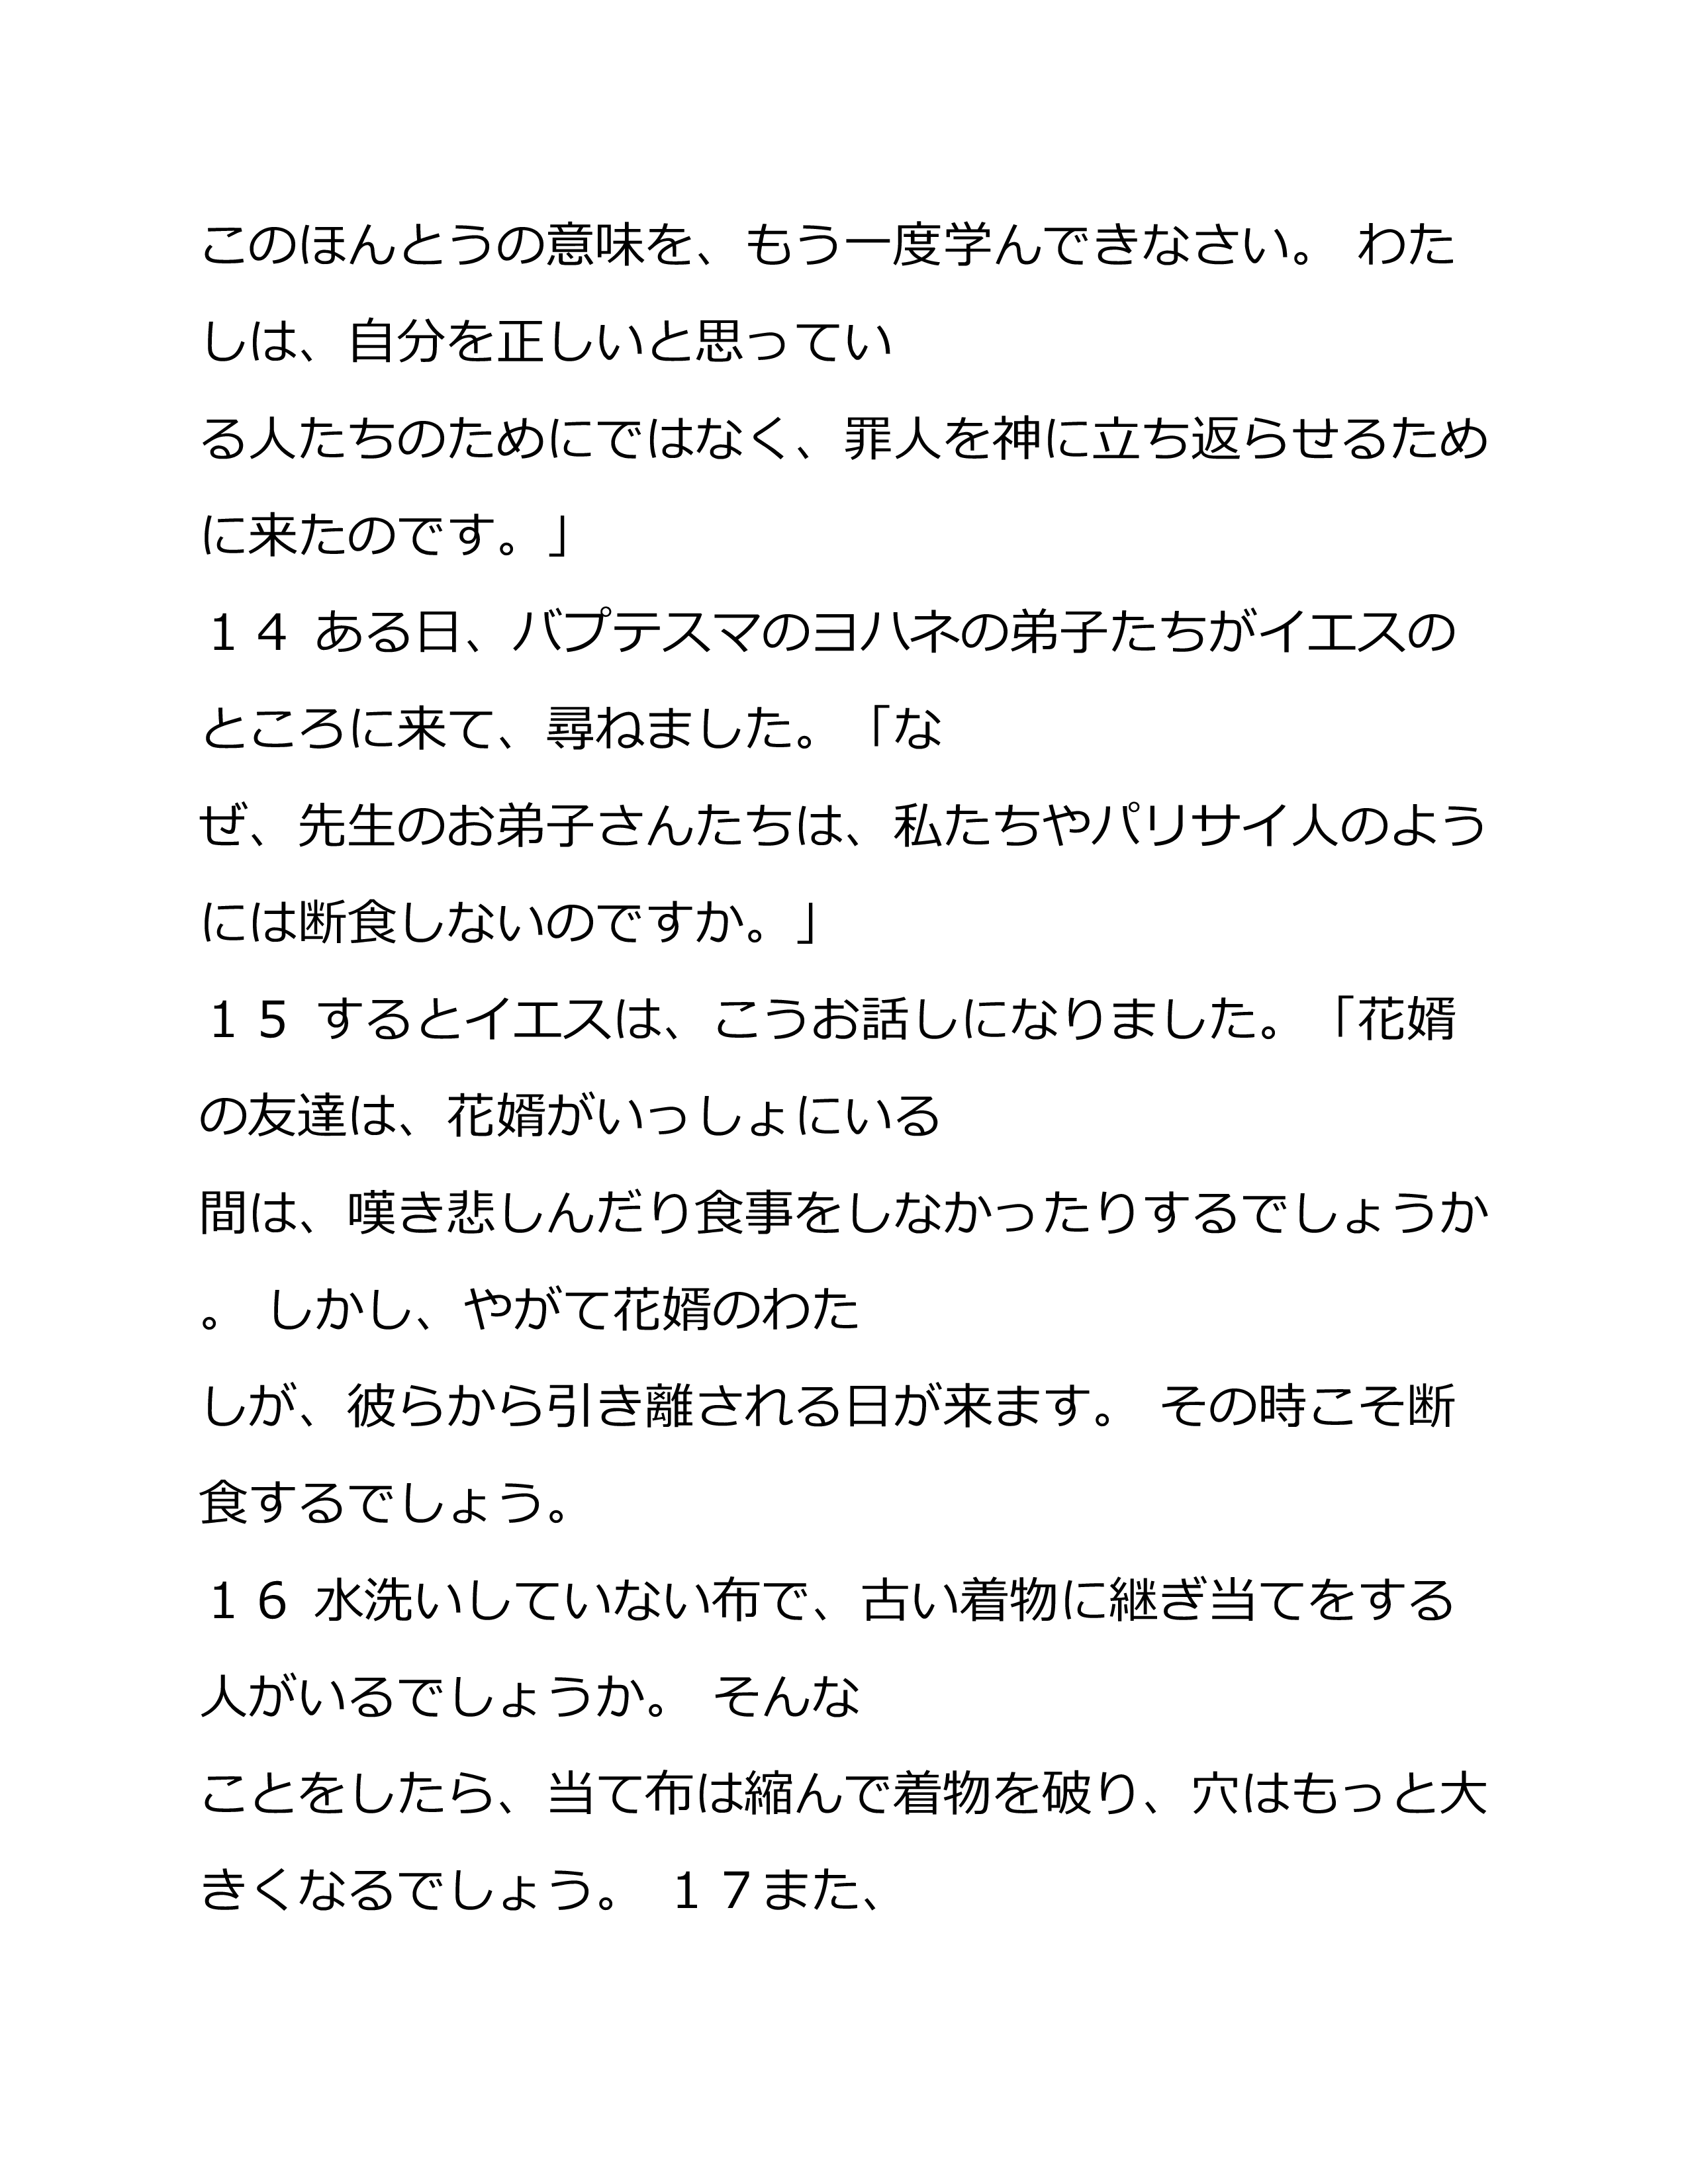 このほんとうの意味を、もう一度学んできなさい。 わた
しは、自分を正しいと思ってい
る人たちのためにではなく、罪人を神に立ち返らせるため
に来たのです。」
１４ ある日、バプテスマのヨハネの弟子たちがイエスの
ところに来て、尋ねました。「な
ぜ、先生のお弟子さんたちは、私たちやパリサイ人のよう
には断食しないのですか。」
１５ するとイエスは、こうお話しになりました。「花婿
の友達は、花婿がいっしょにいる
間は、嘆き悲しんだり食事をしなかったりするでしょうか
。 しかし、やがて花婿のわた
しが、彼らから引き離される日が来ます。 その時こそ断
食するでしょう。
１６ 水洗いしていない布で、古い着物に継ぎ当てをする
人がいるでしょうか。 そんな
ことをしたら、当て布は縮んで着物を破り、穴はもっと大
きくなるでしょう。 １７また、